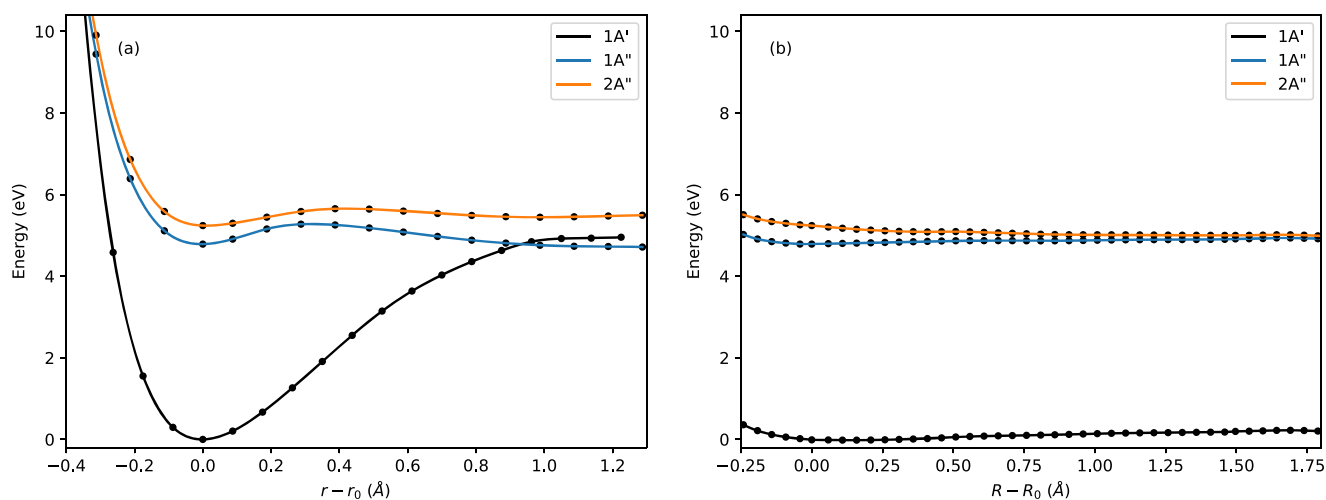 (a)
1A'
1A"
2A"
Energy (eV)
10
8
6
4
2
0
−0.4 −0.2 0.0 0.2 0.4 0.6 0.8 1.0 1.2
r − r₀ (Å)
(b)
1A'
1A"
2A"
Energy (eV)
10
8
6
4
2
0
−0.25 0.00 0.25 0.50 0.75 1.00 1.25 1.50 1.75
R − R₀ (Å)